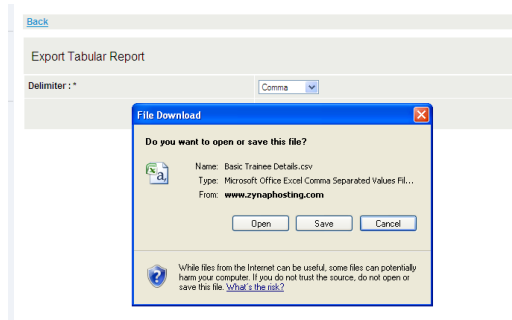 Back
Export Tabular Report
Delimiter : *
Comma
File Download
Do you want to open or save this file?
Name: Basic Trainee Details.csv
Type: Microsoft Office Excel Comma Separated Values Fil...
From: www.zynaphosting.com
Open Save Cancel
While files from the Internet can be useful, some files can potentially
harm your computer. If you do not trust the source, do not open or
save this file. What's the risk?